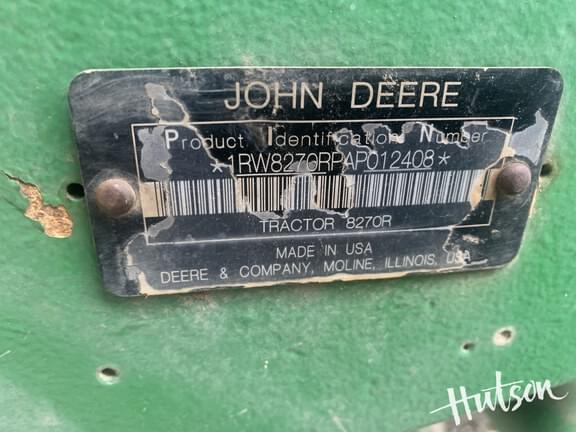 JOHN DEERE
Product Identification Number
*1RW8270RPAP012408*
TRACTOR 8270R
MADE IN USA
DEERE & COMPANY, MOLINE, ILLINOIS, USA
Hutson